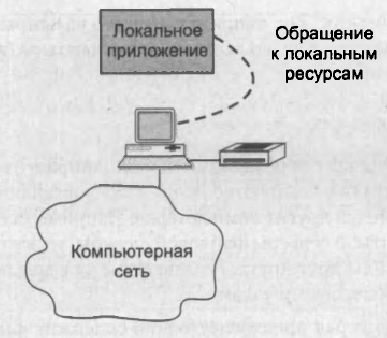 Локальное
приложение
Обращение
к локальным
ресурсам
Компьютерная
сеть